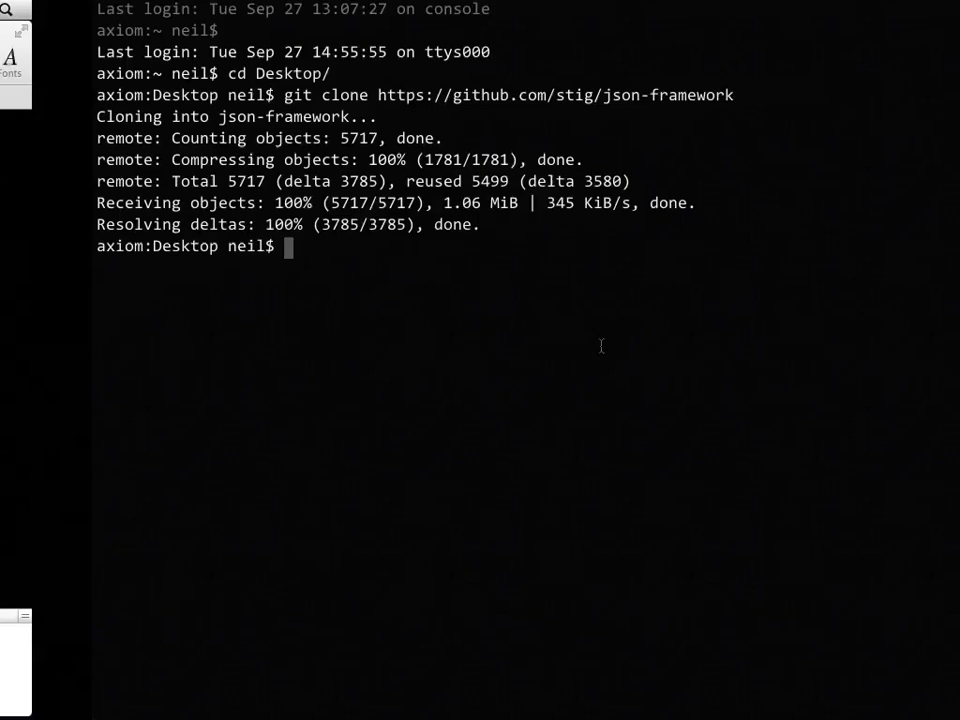 Last login: Tue Sep 27 13:07:27 on console
axiom:~ neil$
Last login: Tue Sep 27 14:55:55 on ttys000
axiom:~ neil$ cd Desktop/
axiom:Desktop neil$ git clone https://github.com/stig/json-framework
Cloning into json-framework...
remote: Counting objects: 5717, done.
remote: Compressing objects: 100% (1781/1781), done.
remote: Total 5717 (delta 3785), reused 5499 (delta 3580)
Receiving objects: 100% (5717/5717), 1.06 MiB | 345 KiB/s, done.
Resolving deltas: 100% (3785/3785), done.
axiom:Desktop neil$
A
Fonts